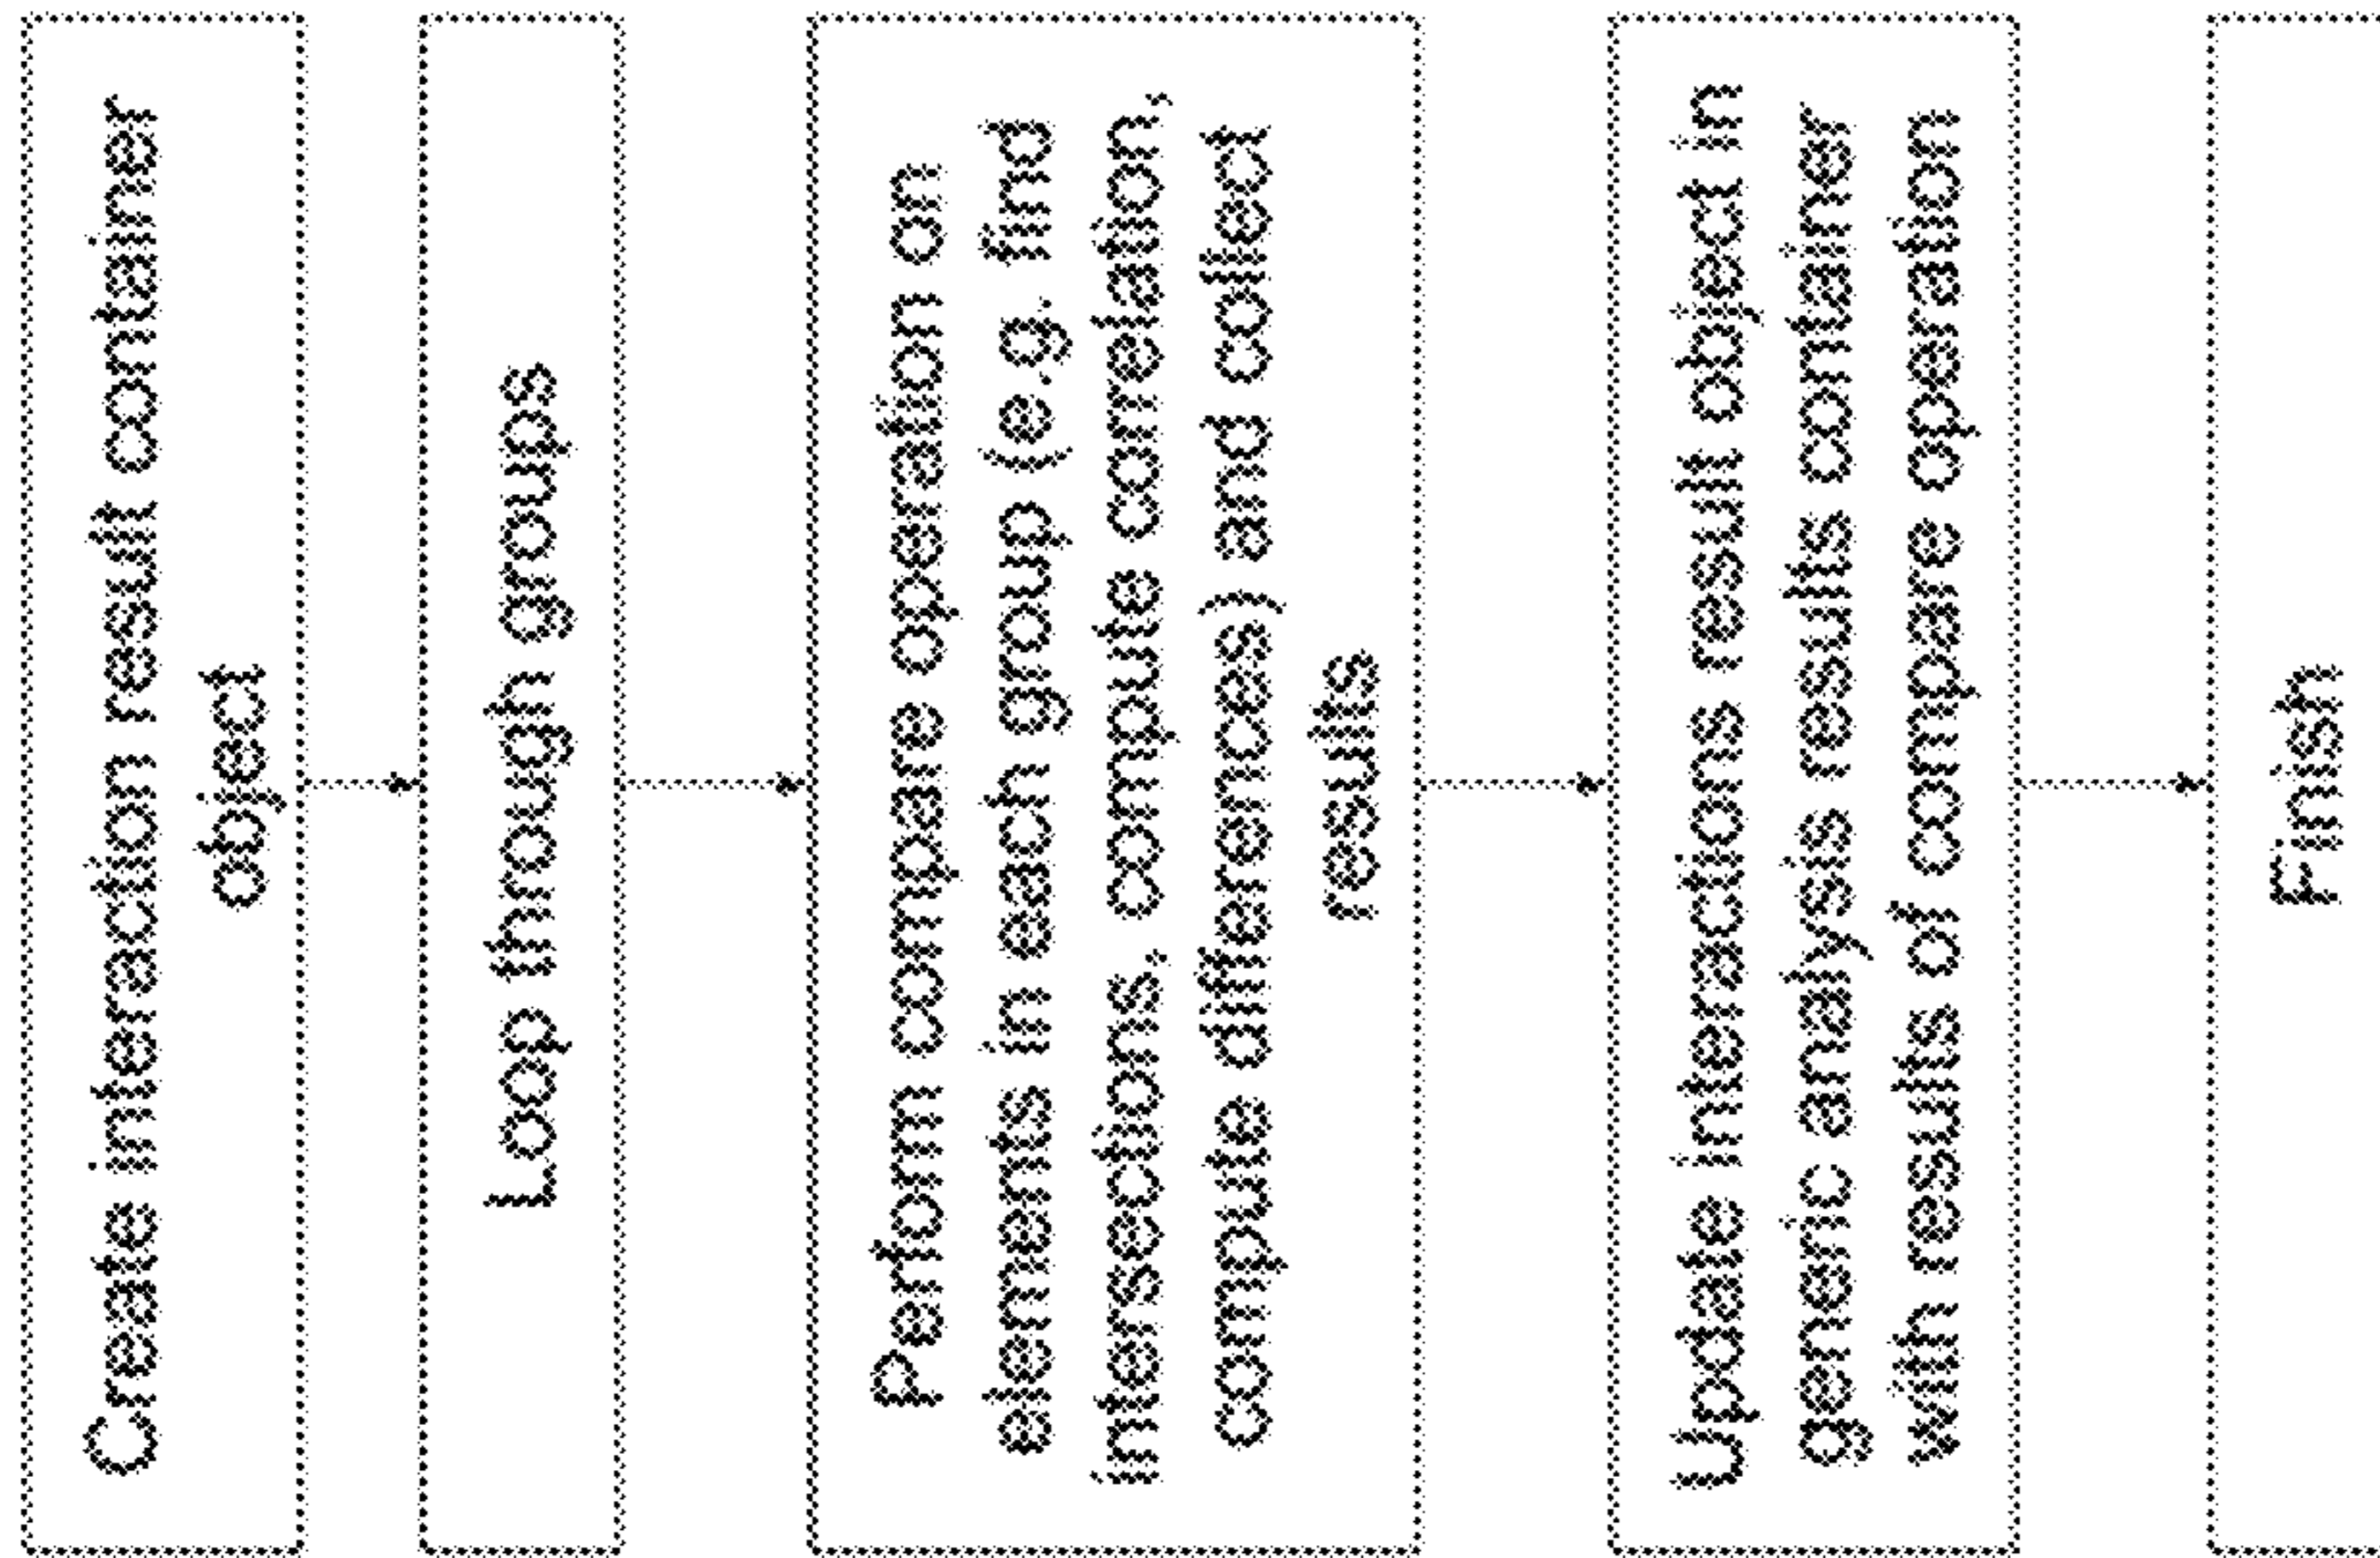 Create interaction result container
object
Loop through groups
Perform compare operation on
elements in each group (e.g. find
intersections, compute correlation,
compute differences) and collect
results
Update interactions result object in
generic analysis results container
with results of compare operation
Finish